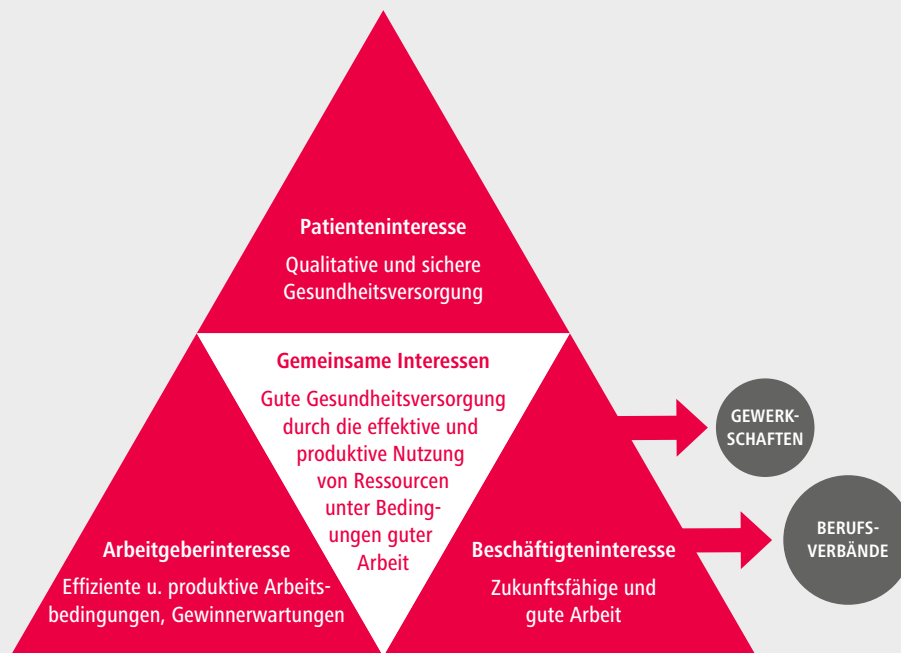 Patienteninteresse
Qualitative und sichere
Gesundheitsversorgung
Gemeinsame Interessen
Gute Gesundheitsversorgung
durch die effektive und
produktive Nutzung
von Ressourcen
unter Beding-
ungen guter
Arbeit
Arbeitgeberinteresse
Effiziente u. produktive Arbeits-
bedingungen, Gewinnerwartungen
Beschäftigteninteresse
Zukunftsfähige und
gute Arbeit
GEWERK-
SCHAFTEN
BERUFS-
VERBÄNDE